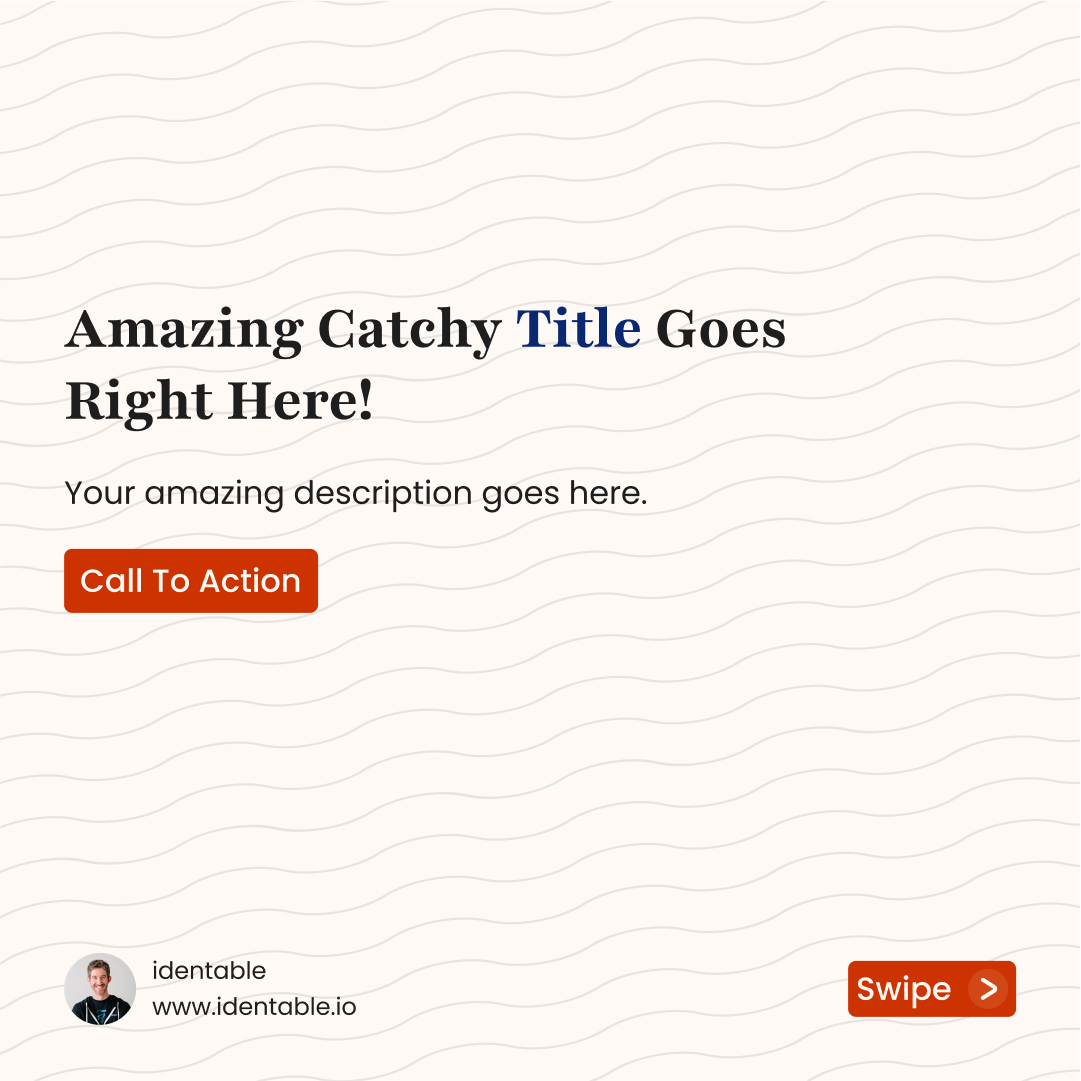 Amazing Catchy Title Goes
Right Here!
Your amazing description goes here.
Call To Action
identable
www.identable.io
Swipe >